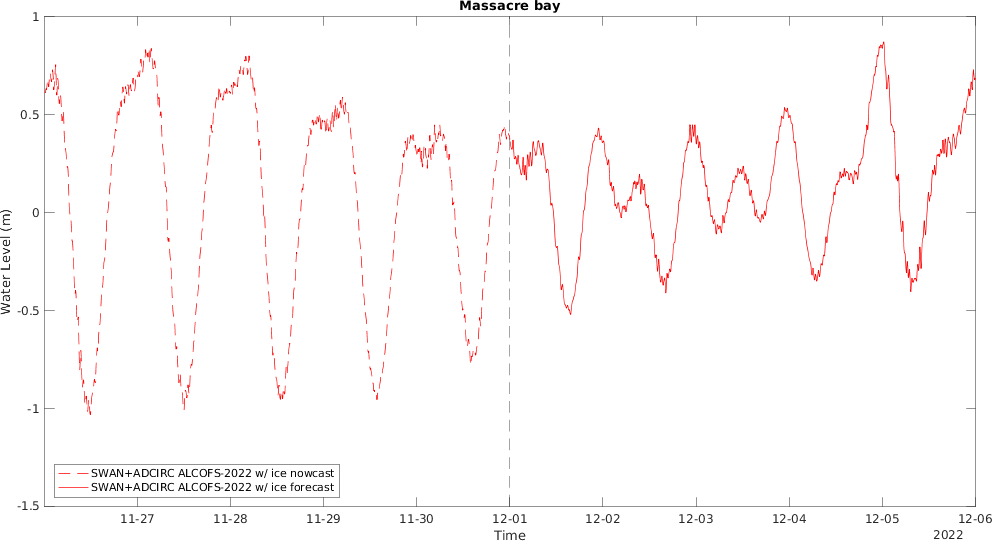 Massacre bay
1
0.5
0
-0.5
-1
-1.5
Water Level (m)
SWAN+ADCIRC ALCOFS-2022 w/ ice nowcast
SWAN+ADCIRC ALCOFS-2022 w/ ice forecast
11-27 11-28 11-29 11-30 12-01 12-02 12-03 12-04 12-05 12-06
Time
2022